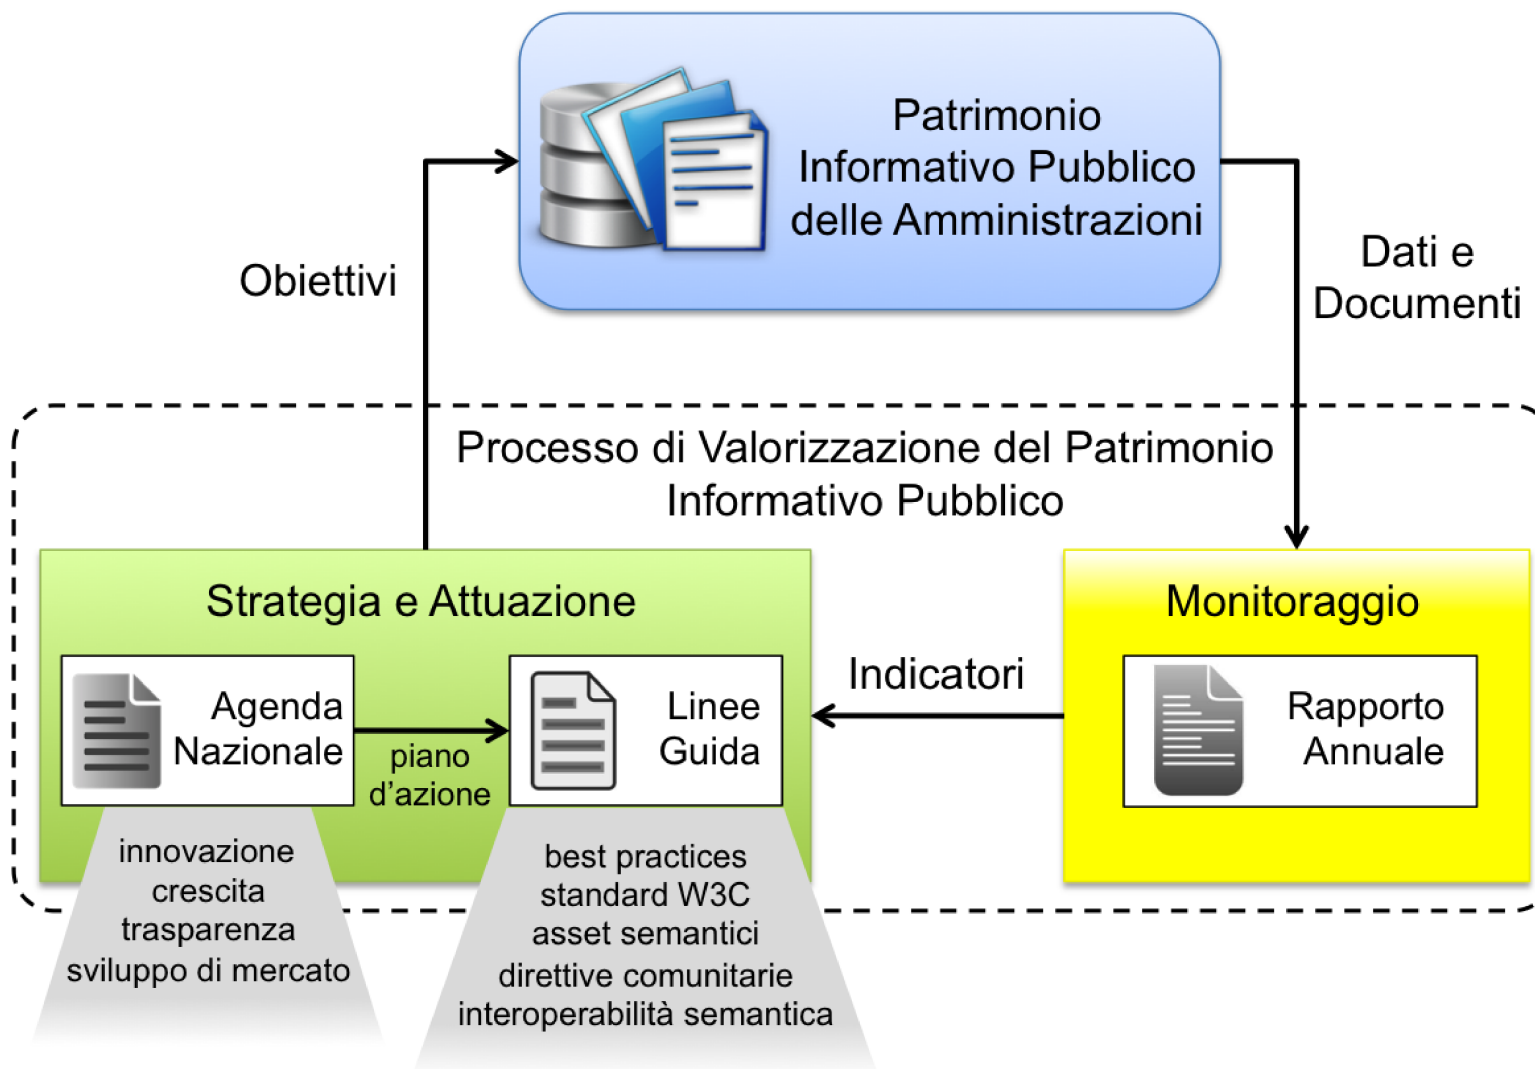 Patrimonio
Informativo Pubblico
delle Amministrazioni
Obiettivi
Dati e
Documenti
Processo di Valorizzazione del Patrimonio
Informativo Pubblico
Strategia e Attuazione
Agenda
Nazionale
piano
d’azione
Linee
Guida
Indicatori
Monitoraggio
Rapporto
Annuale
innovazione
crescita
trasparenza
sviluppo di mercato
best practices
standard W3C
asset semantici
direttive comunitarie
interoperabilità semantica